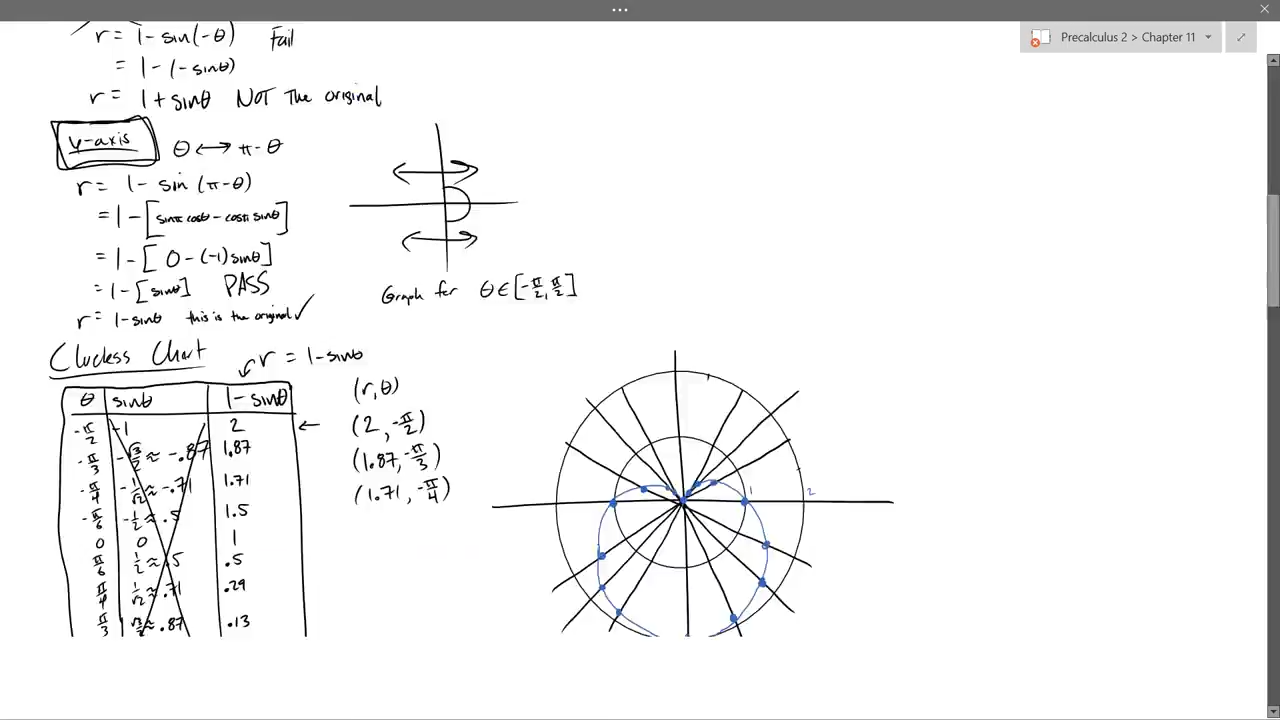 •••
Precalculus 2 > Chapter 11
r = 1 - sin(-θ) Fail
= 1 - (-sinθ)
r = 1 + sinθ NOT The original
y-axis θ ↔ π - θ
r = 1 - sin (π - θ)
= 1 - [sinπ cosθ - cosπ sinθ]
= 1 - [0 - (-1) sinθ]
= 1 - [sinθ] PASS
r = 1 - sinθ this is the original ✓
Graph for θ ∈ [-π/2, π/2]
Clueless Chart
r = 1 - sinθ
θ sinθ 1 - sinθ
-π/2 -1 2
-π/3 -√3/2 ≈ -.87 1.87
-π/4 -1/√2 ≈ -.71 1.71
-π/6 -1/2 ≈ .5 1.5
0 0 1
π/6 1/2 ≈ .5 .5
π/4 1/√2 ≈ .71 .29
π/3 √3/2 ≈ .87 .13
(r, θ)
(2, -π/2)
(1.87, -π/3)
(1.71, -π/4)
1 2